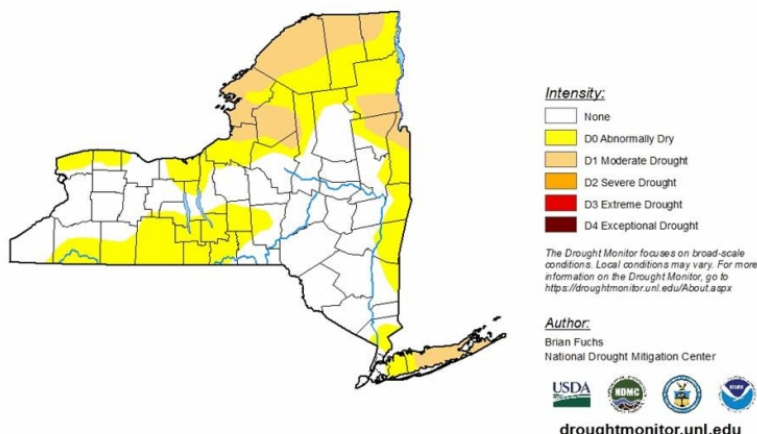 Intensity:
None
D0 Abnormally Dry
D1 Moderate Drought
D2 Severe Drought
D3 Extreme Drought
D4 Exceptional Drought
The Drought Monitor focuses on broad-scale
conditions. Local conditions may vary. For more
information on the Drought Monitor, go to
https://droughtmonitor.unl.edu/About.aspx
Author:
Brian Fuchs
National Drought Mitigation Center
USDA
NDMC
droughtmonitor.unl.edu